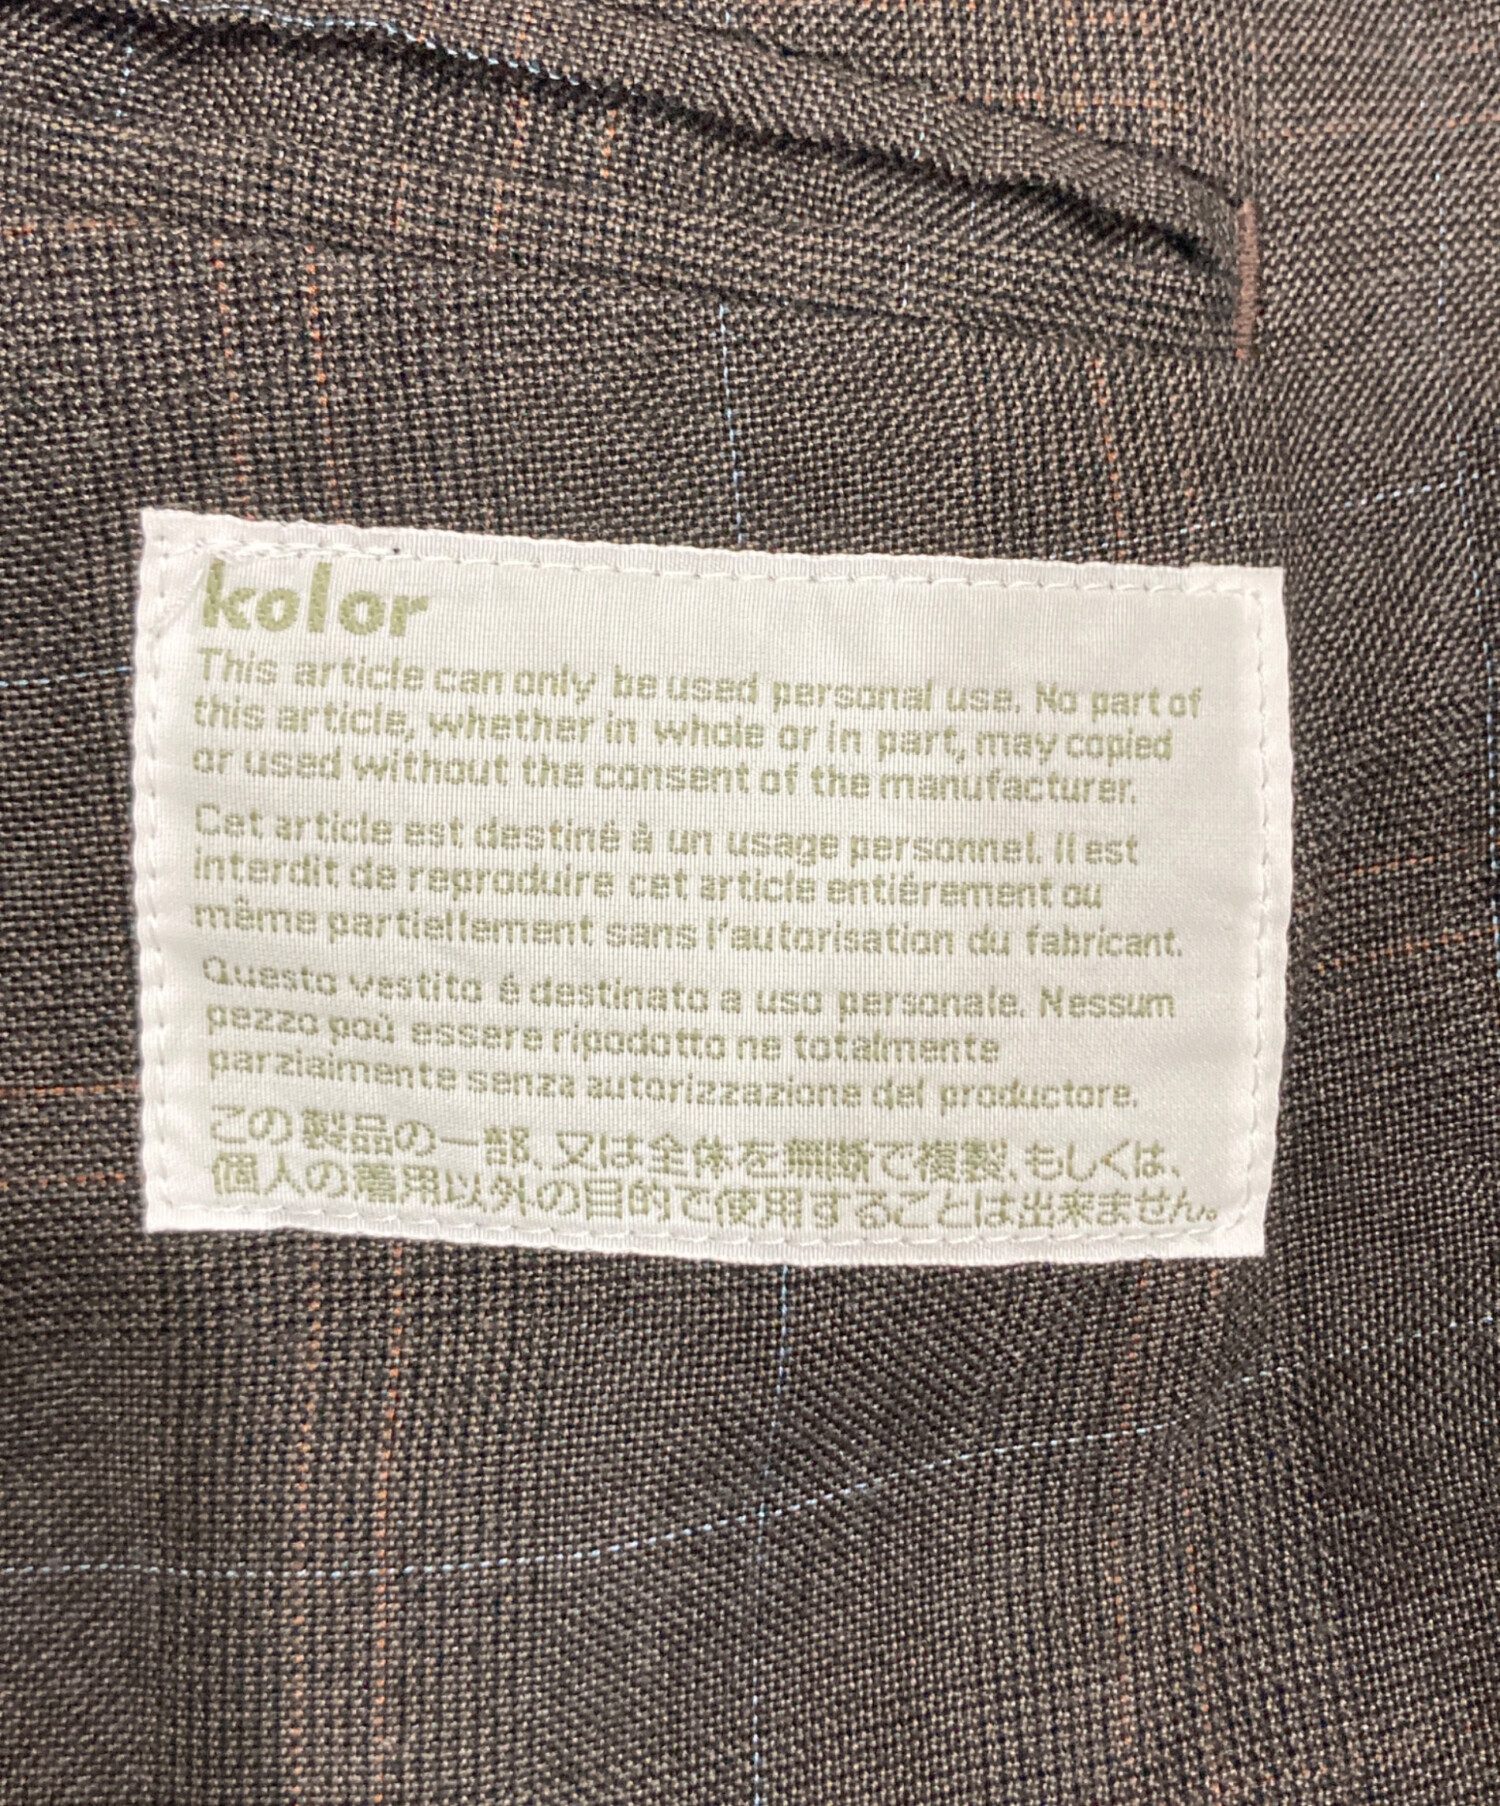 kolor
This article can only be used personal use. No part of
this article, whether in whole or in part, may copied
or used without the consent of the manufacturer.
Cet article est destiné à un usage personnel. Il est
interdit de reproduire cet article entiérement ou
même partiellement sans l'autorisation du fabricant.
Questo vestito é destinato a uso personale. Nessum
pezzo poù essere ripodotto ne totalmente
parzialmente senza autorizzazione del productore.
この製品の一部、又は全体を無断で複製、もしくは、
個人の着用以外の目的で使用することは出来ません。